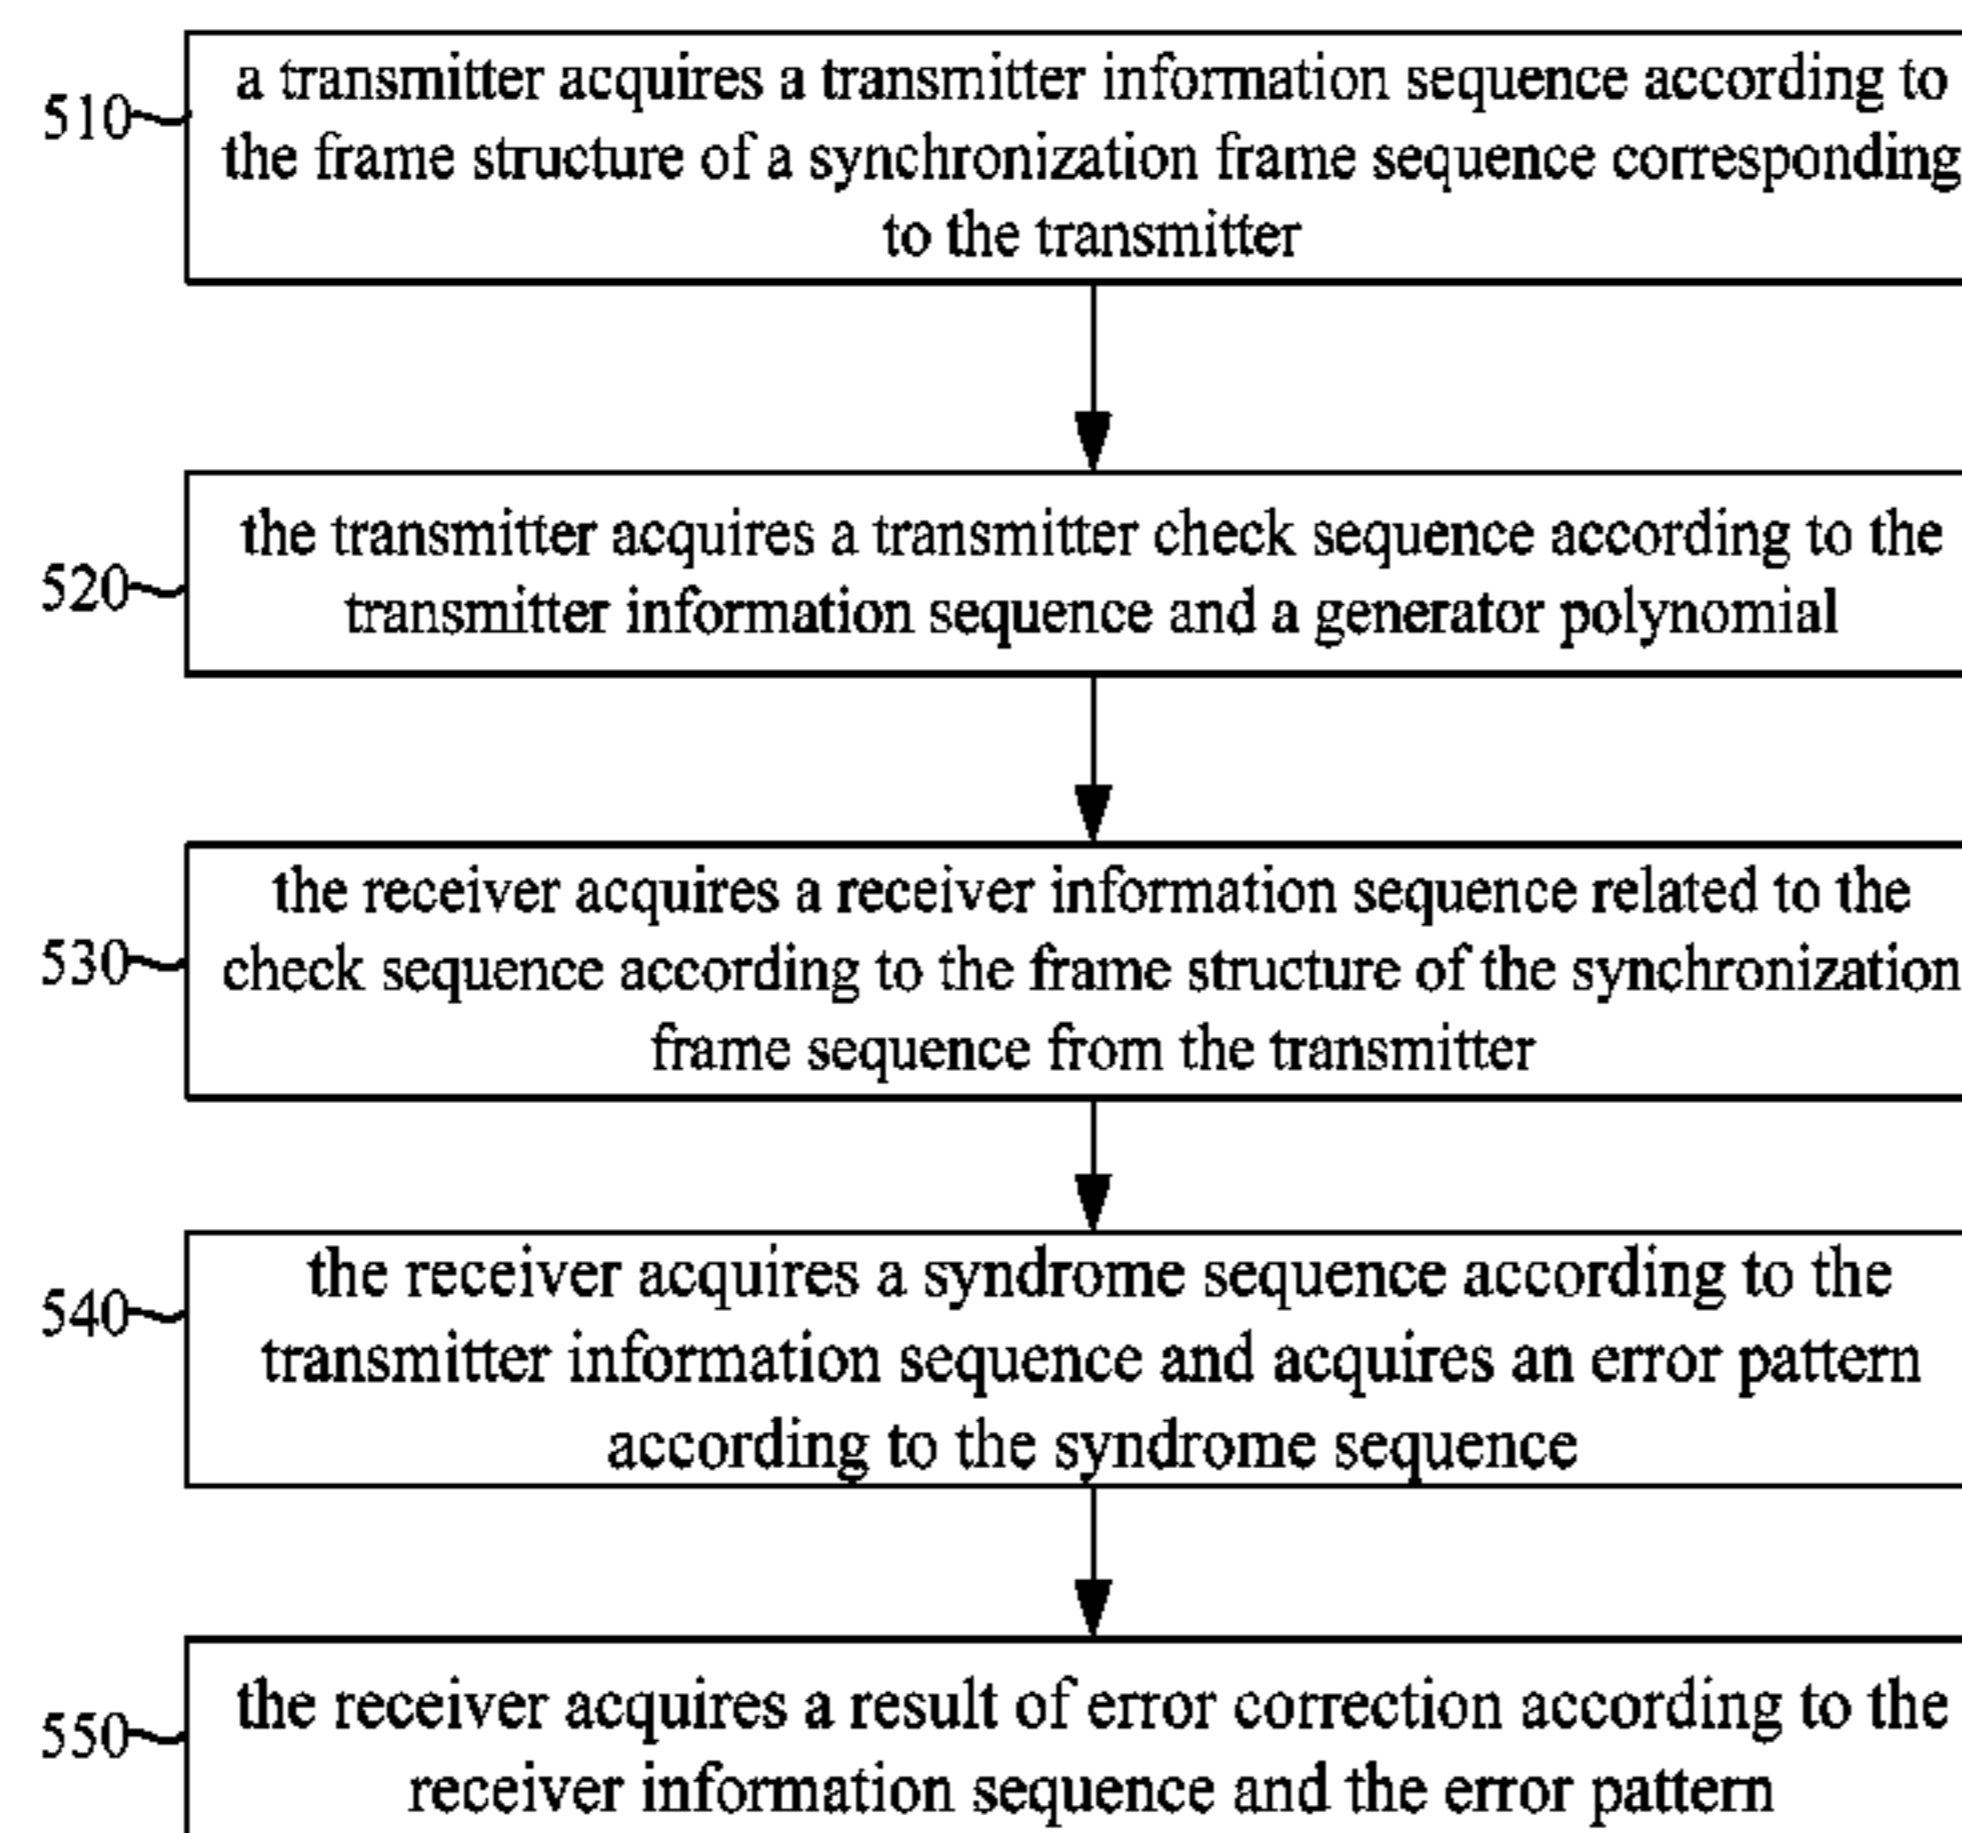 a transmitter acquires a transmitter information sequence according to
510
the frame structure of a synchronization frame sequence corresponding
to the transmitter
the transmitter acquires a transmitter check sequence according to the
520
transmitter information sequence and a generator polynomial
the receiver acquires a receiver information sequence related to the
530
check sequence according to the frame structure of the synchronization
frame sequence from the transmitter
the receiver acquires a syndrome sequence according to the
540
transmitter information sequence and acquires an error pattern
according to the syndrome sequence
the receiver acquires a result of error correction according to the
550
receiver information sequence and the error pattern